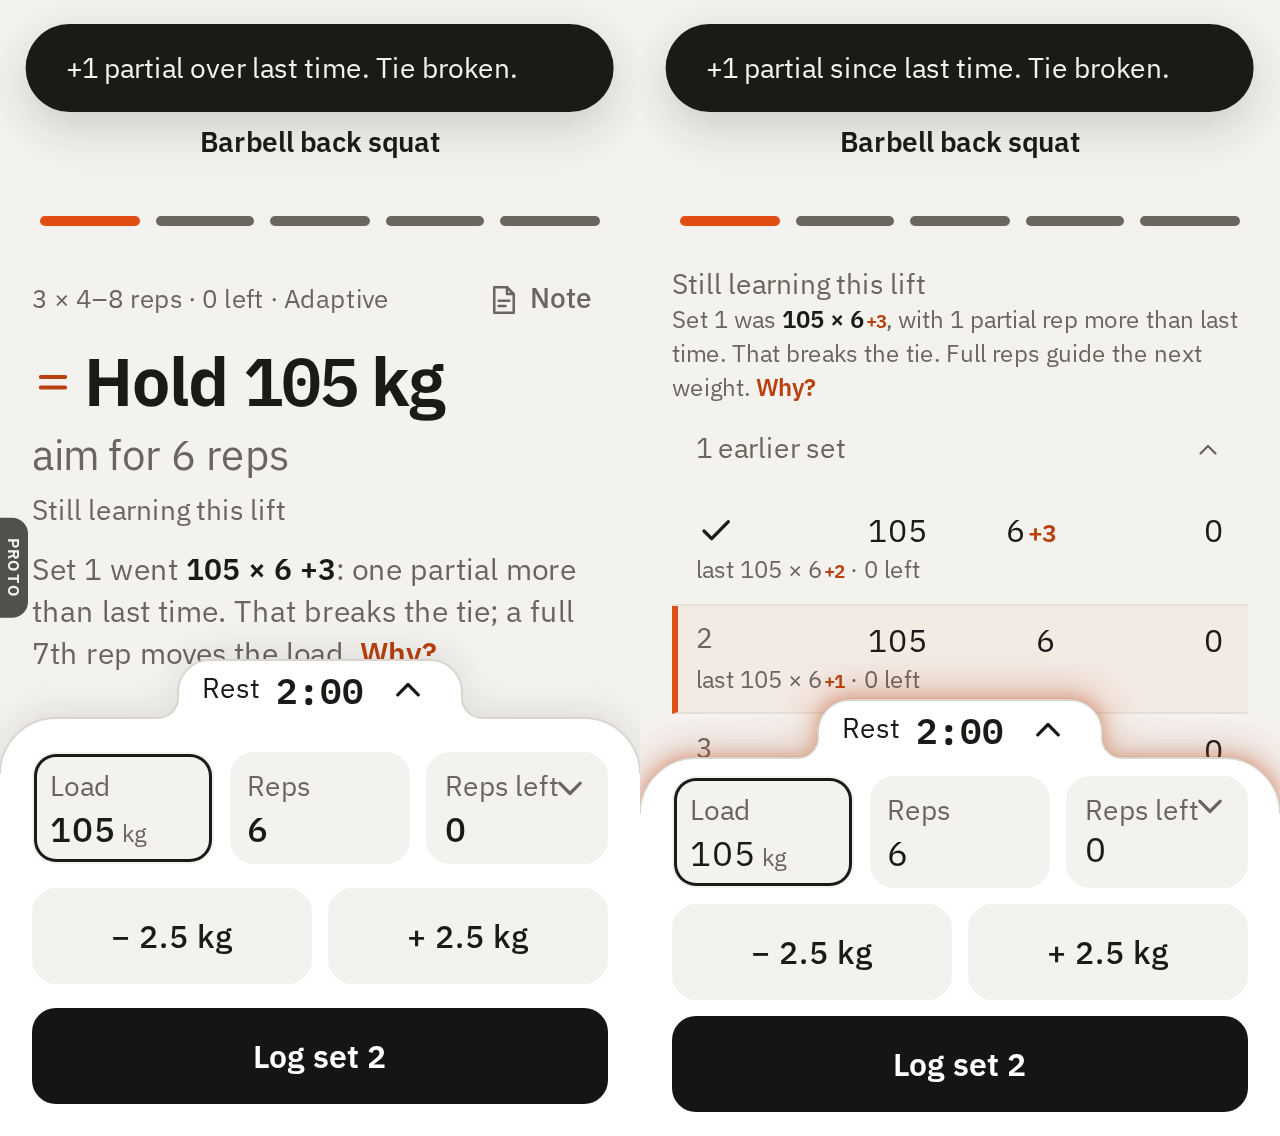 +1 partial over last time. Tie broken.
Barbell back squat
3 × 4–8 reps · 0 left · Adaptive
Note
= Hold 105 kg
aim for 6 reps
Still learning this lift
PROTO
Set 1 went 105 × 6 +3: one partial more
than last time. That breaks the tie; a full
7th rep moves the load. Why?
Rest 2:00
Load
105 kg
Reps
6
Reps left
0
− 2.5 kg
+ 2.5 kg
Log set 2
+1 partial since last time. Tie broken.
Barbell back squat
Still learning this lift
Set 1 was 105 × 6 +3, with 1 partial rep more than last
time. That breaks the tie. Full reps guide the next
weight. Why?
1 earlier set
105 6 +3 0
last 105 × 6 +2 · 0 left
2 105 6 0
last 105 × 6 +1 · 0 left
3 0
Rest 2:00
Load
105 kg
Reps
6
Reps left
0
− 2.5 kg
+ 2.5 kg
Log set 2